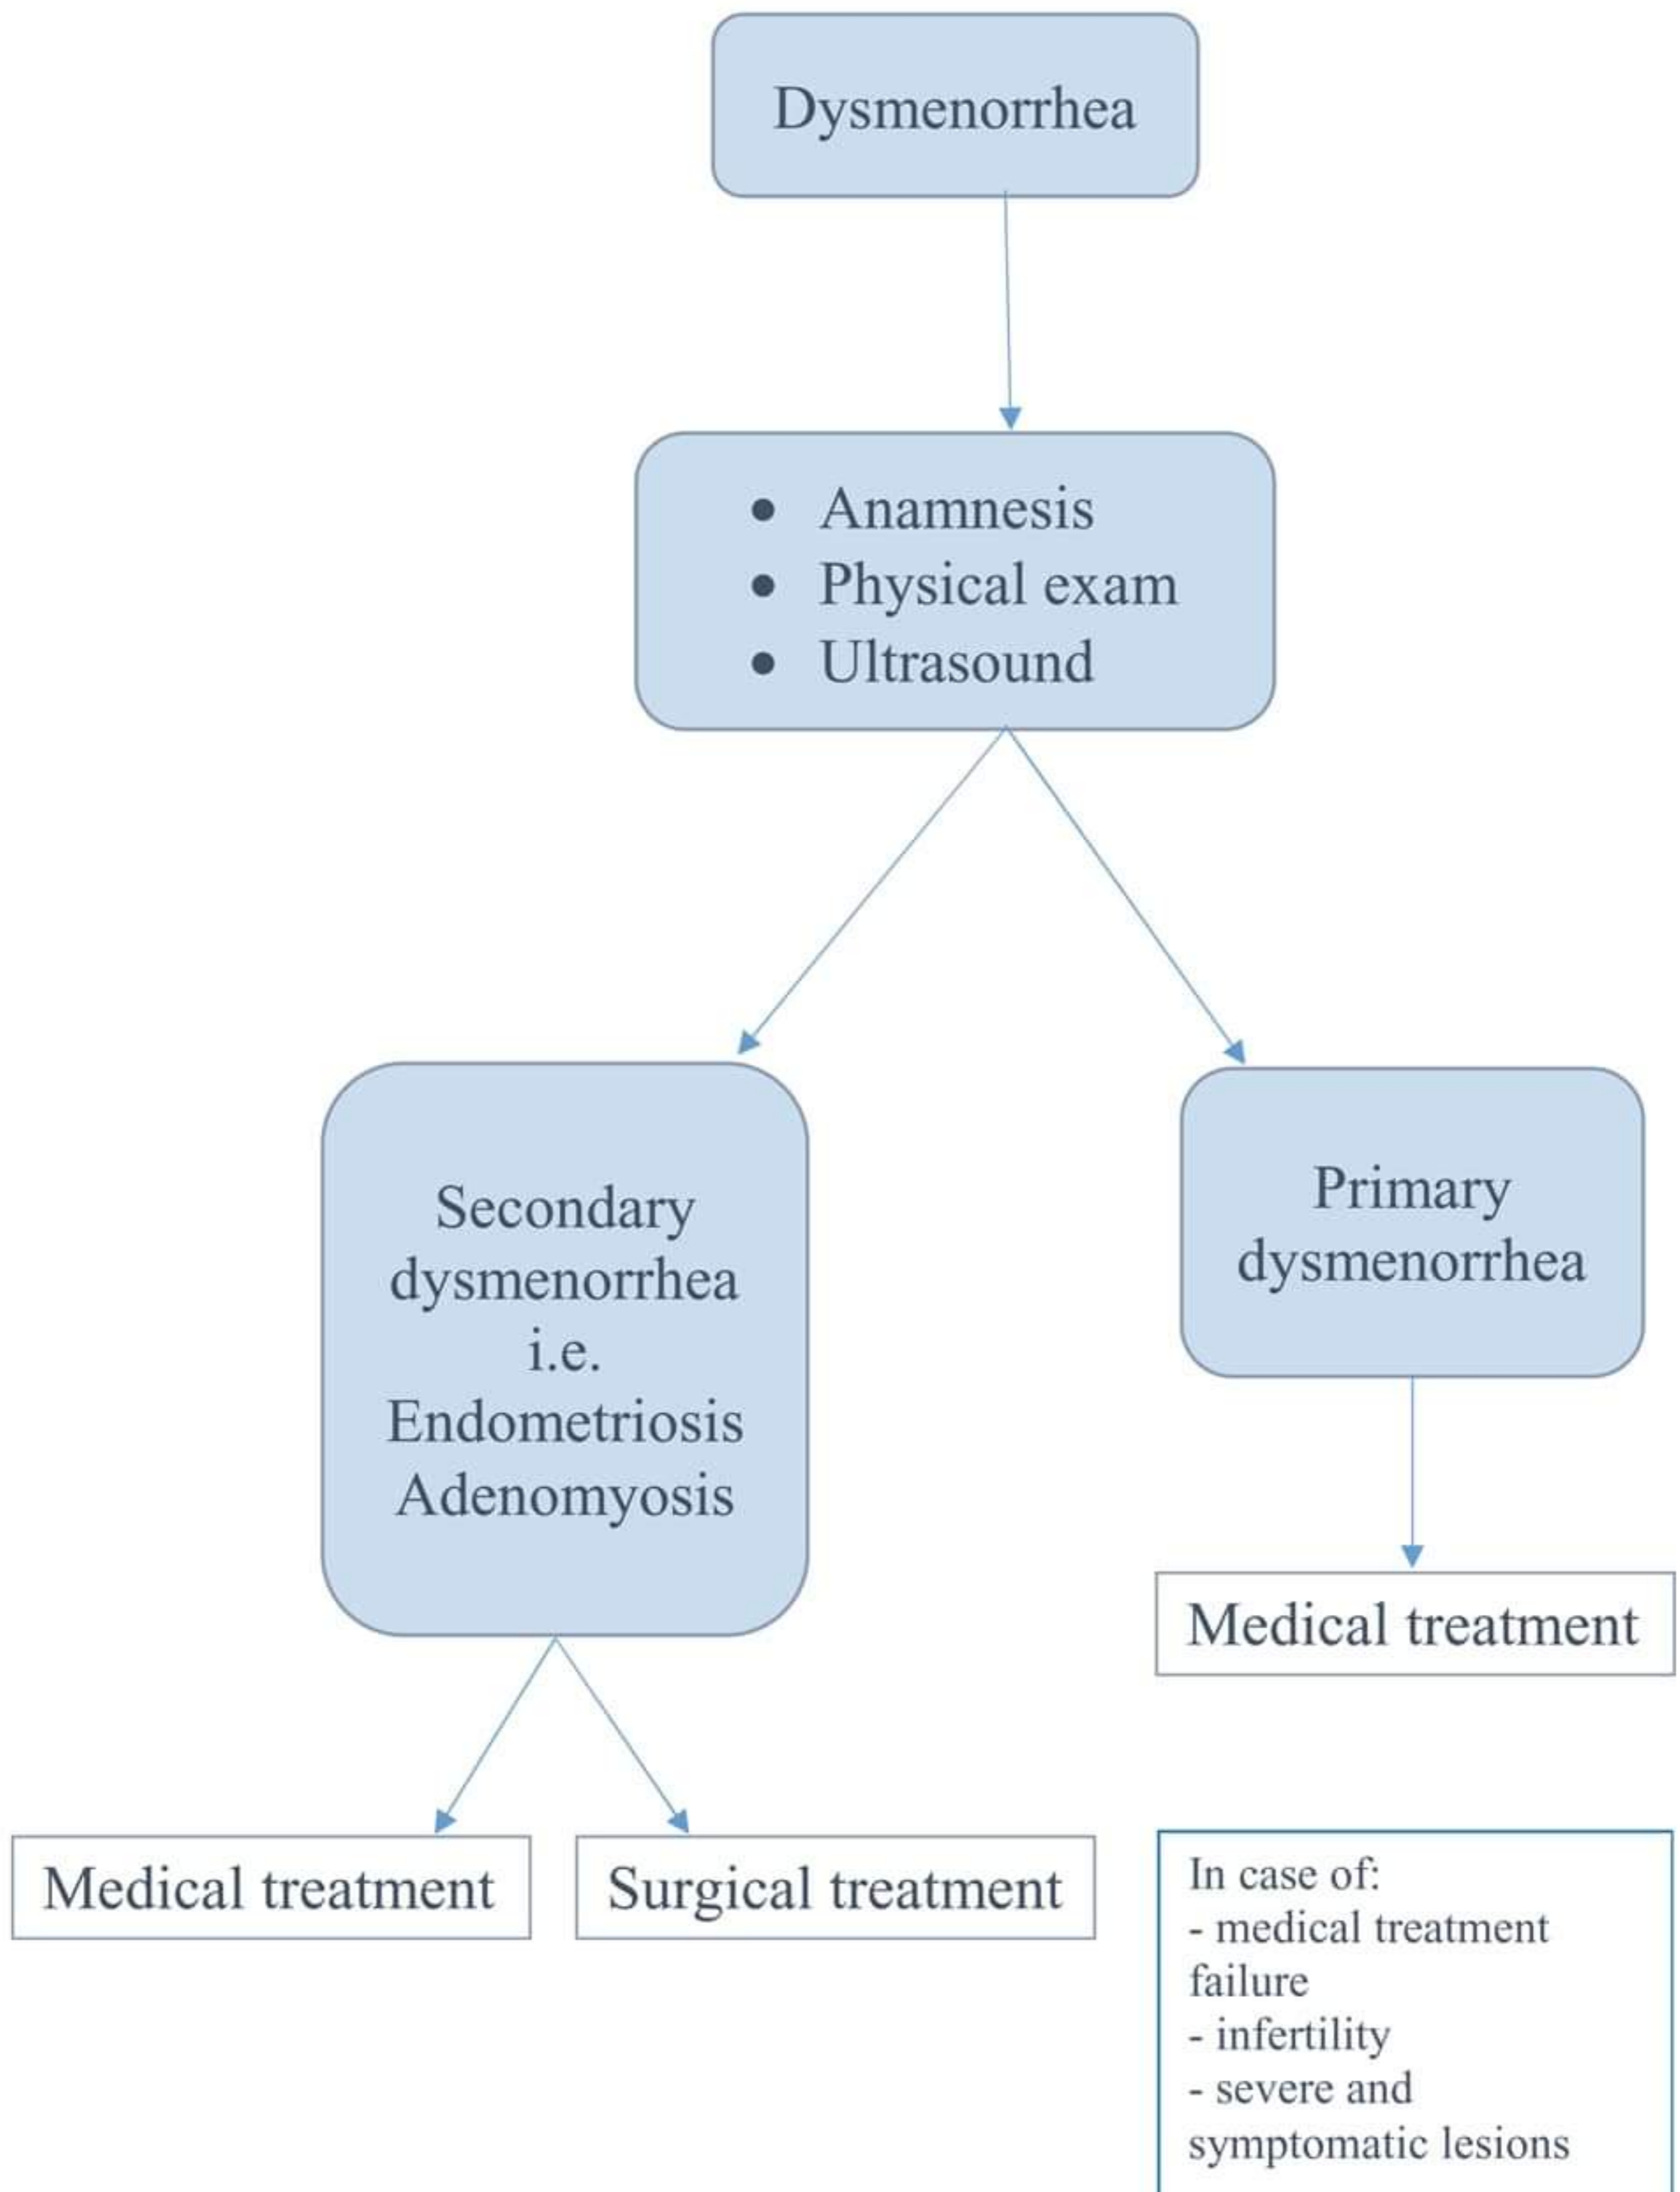 Dysmenorrhea
● Anamnesis
● Physical exam
● Ultrasound
Secondary
dysmenorrhea
i.e.
Endometriosis
Adenomyosis
Primary
dysmenorrhea
Medical treatment
Medical treatment
Surgical treatment
In case of:
- medical treatment
failure
- infertility
- severe and
symptomatic lesions